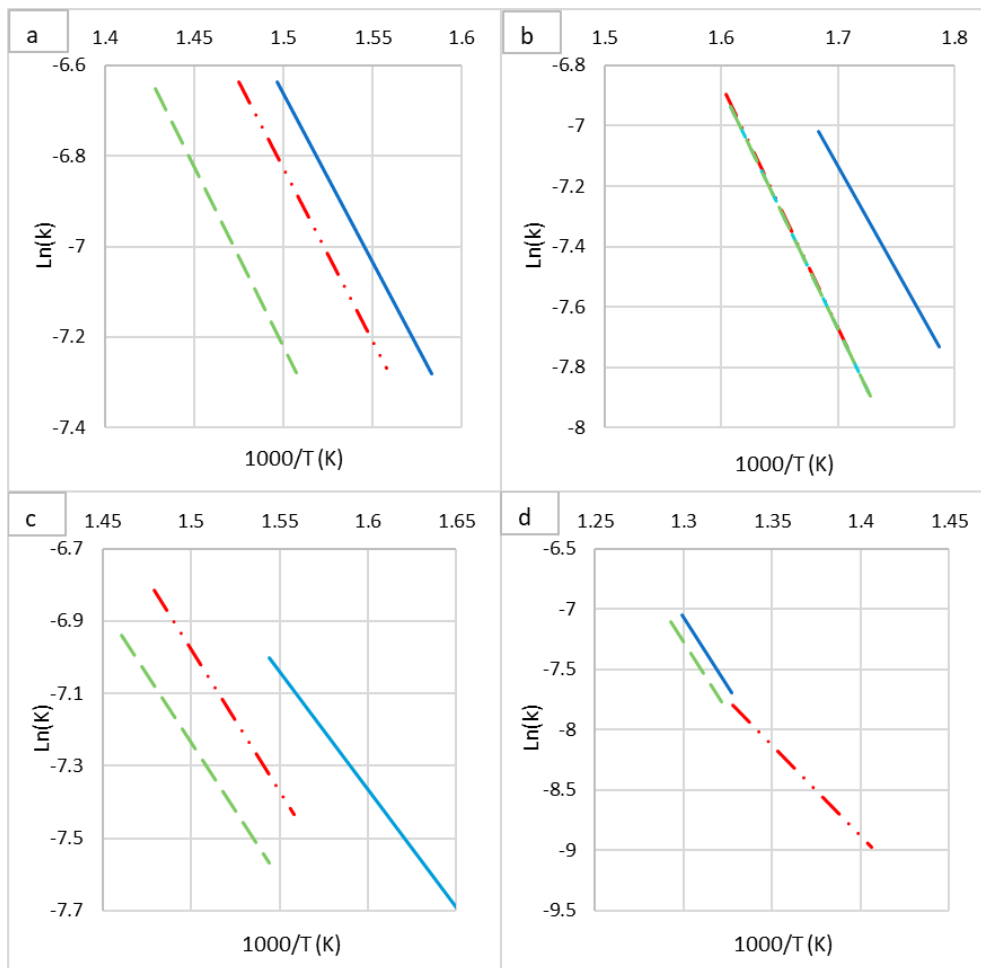 a
1.4 1.45 1.5 1.55 1.6
-6.6
-6.8
-7
-7.2
-7.4
Ln(k)
1000/T (K)
b
1.5 1.6 1.7 1.8
-6.8
-7
-7.2
-7.4
-7.6
-7.8
-8
Ln(k)
1000/T (K)
c
1.45 1.5 1.55 1.6 1.65
-6.7
-6.9
-7.1
-7.3
-7.5
-7.7
Ln(K)
1000/T (K)
d
1.25 1.3 1.35 1.4 1.45
-6.5
-7
-7.5
-8
-8.5
-9
-9.5
Ln(k)
1000/T (K)